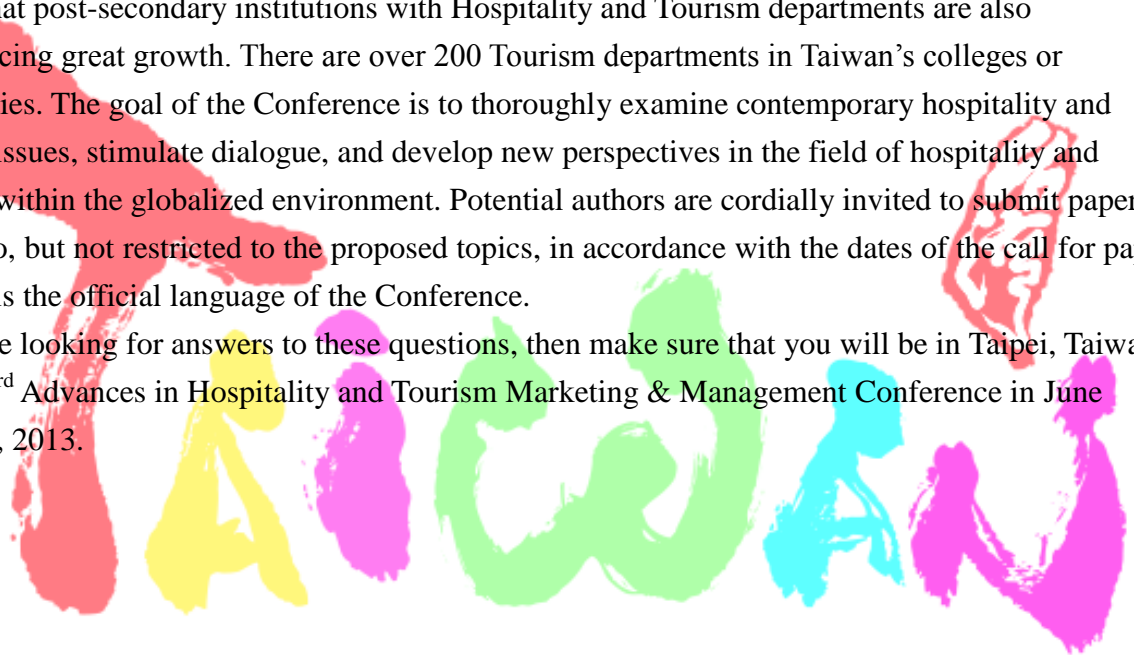 hat post-secondary institutions with Hospitality and Tourism departments are also
cing great growth. There are over 200 Tourism departments in Taiwan’s colleges or
ies. The goal of the Conference is to thoroughly examine contemporary hospitality and
issues, stimulate dialogue, and develop new perspectives in the field of hospitality and
within the globalized environment. Potential authors are cordially invited to submit paper
o, but not restricted to the proposed topics, in accordance with the dates of the call for pa
is the official language of the Conference.
e looking for answers to these questions, then make sure that you will be in Taipei, Taiwa
rd Advances in Hospitality and Tourism Marketing & Management Conference in June
, 2013.
TAiWAN